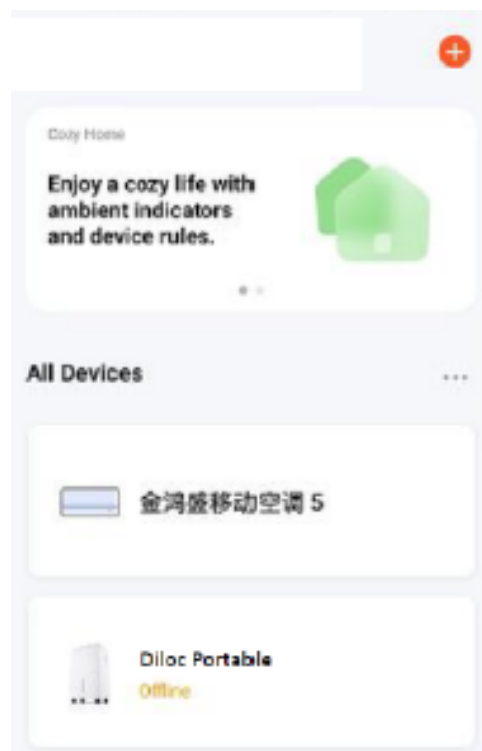 Cozy Home
Enjoy a cozy life with
ambient indicators
and device rules.
All Devices
金鸿盛移动空调 5
Diloc Portable
Offline